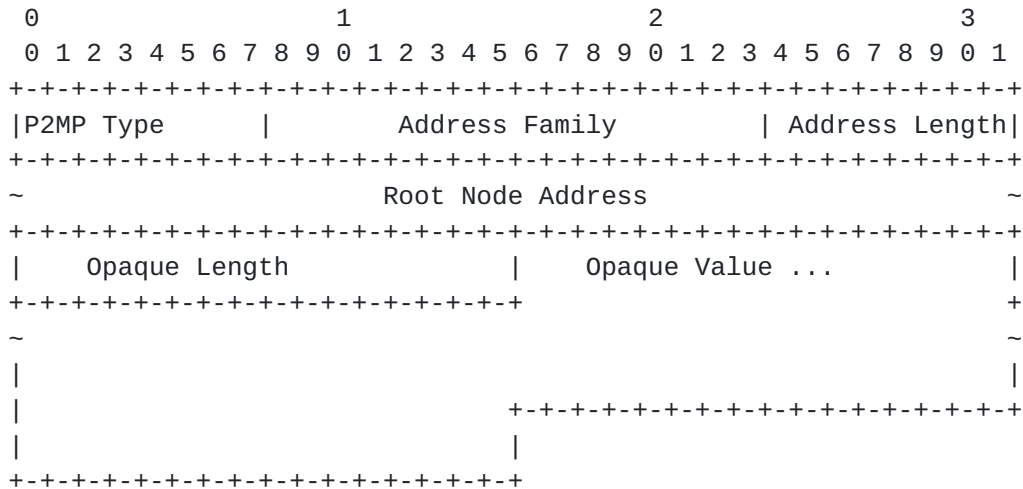 0                   1                   2                   3
 0 1 2 3 4 5 6 7 8 9 0 1 2 3 4 5 6 7 8 9 0 1 2 3 4 5 6 7 8 9 0 1
+-+-+-+-+-+-+-+-+-+-+-+-+-+-+-+-+-+-+-+-+-+-+-+-+-+-+-+-+-+-+-+-+
|P2MP Type      |        Address Family         | Address Length|
+-+-+-+-+-+-+-+-+-+-+-+-+-+-+-+-+-+-+-+-+-+-+-+-+-+-+-+-+-+-+-+-+
~                       Root Node Address                       ~
+-+-+-+-+-+-+-+-+-+-+-+-+-+-+-+-+-+-+-+-+-+-+-+-+-+-+-+-+-+-+-+-+
|    Opaque Length              |    Opaque Value ...           |
+-+-+-+-+-+-+-+-+-+-+-+-+-+-+-+-+                               +
~                                                               ~
|                                                               |
|                               +-+-+-+-+-+-+-+-+-+-+-+-+-+-+-+-+
|                               |
+-+-+-+-+-+-+-+-+-+-+-+-+-+-+-+-+